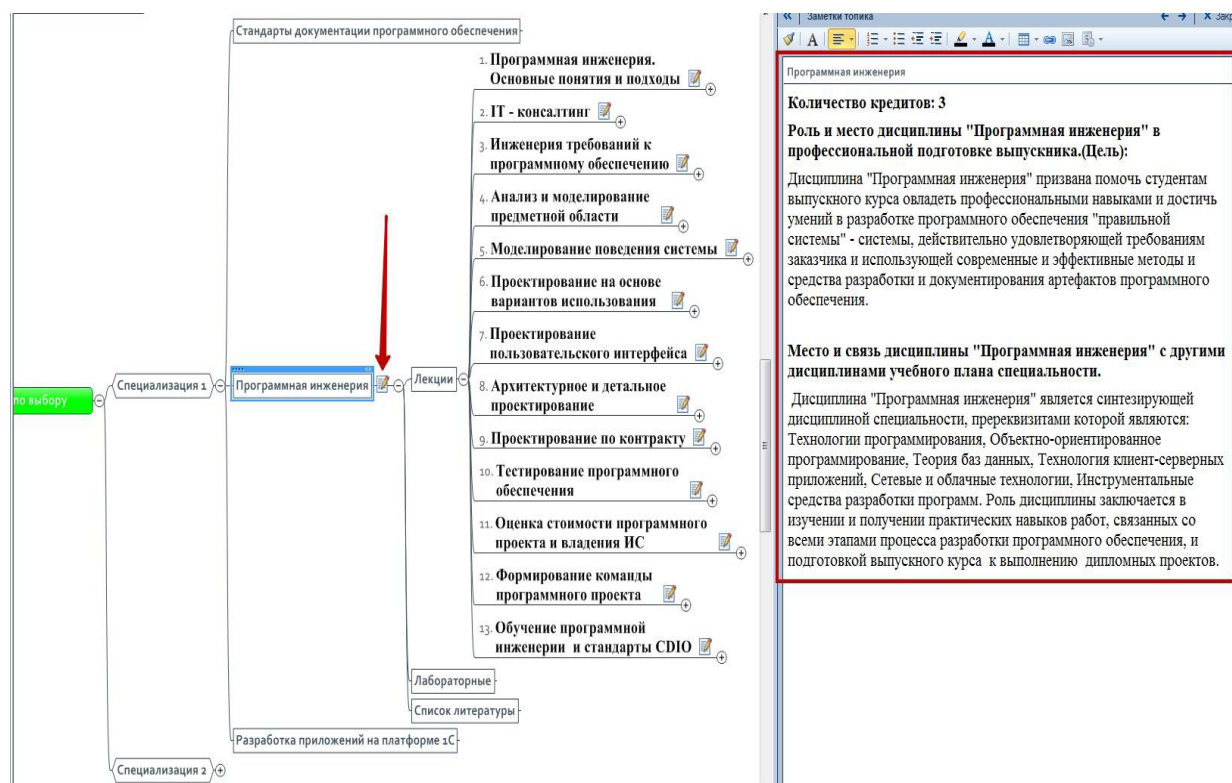 Стандарты документации программного обеспечения
1. Программная инженерия.
Основные понятия и подходы
2. IT - консалтинг
3. Инженерия требований к
программному обеспечению
4. Анализ и моделирование
предметной области
5. Моделирование поведения системы
6. Проектирование на основе
вариантов использования
7. Проектирование
пользовательского интерфейса
8. Архитектурное и детальное
проектирование
9. Проектирование по контракту
10. Тестирование программного
обеспечения
11. Оценка стоимости программного
проекта и владения ИС
12. Формирование команды
программного проекта
13. Обучение программной
инженерии и стандарты CDIO
по выбору
Специализация 1
Программная инженерия
Лекции
Лабораторные
Список литературы
Разработка приложений на платформе 1С
Специализация 2
Заметки топика
X Закр
Программная инженерия
Количество кредитов: 3
Роль и место дисциплины "Программная инженерия" в
профессиональной подготовке выпускника.(Цель):
Дисциплина "Программная инженерия" призвана помочь студентам
выпускного курса овладеть профессиональными навыками и достичь
умений в разработке программного обеспечения "правильной
системы" - системы, действительно удовлетворяющей требованиям
заказчика и использующей современные и эффективные методы и
средства разработки и документирования артефактов программного
обеспечения.
Место и связь дисциплины "Программная инженерия" с другими
дисциплинами учебного плана специальности.
Дисциплина "Программная инженерия" является синтезирующей
дисциплиной специальности, пререквизитами которой являются:
Технологии программирования, Объектно-ориентированное
программирование, Теория баз данных, Технология клиент-серверных
приложений, Сетевые и облачные технологии, Инструментальные
средства разработки программ. Роль дисциплины заключается в
изучении и получении практических навыков работ, связанных со
всеми этапами процесса разработки программного обеспечения, и
подготовкой выпускного курса к выполнению дипломных проектов.